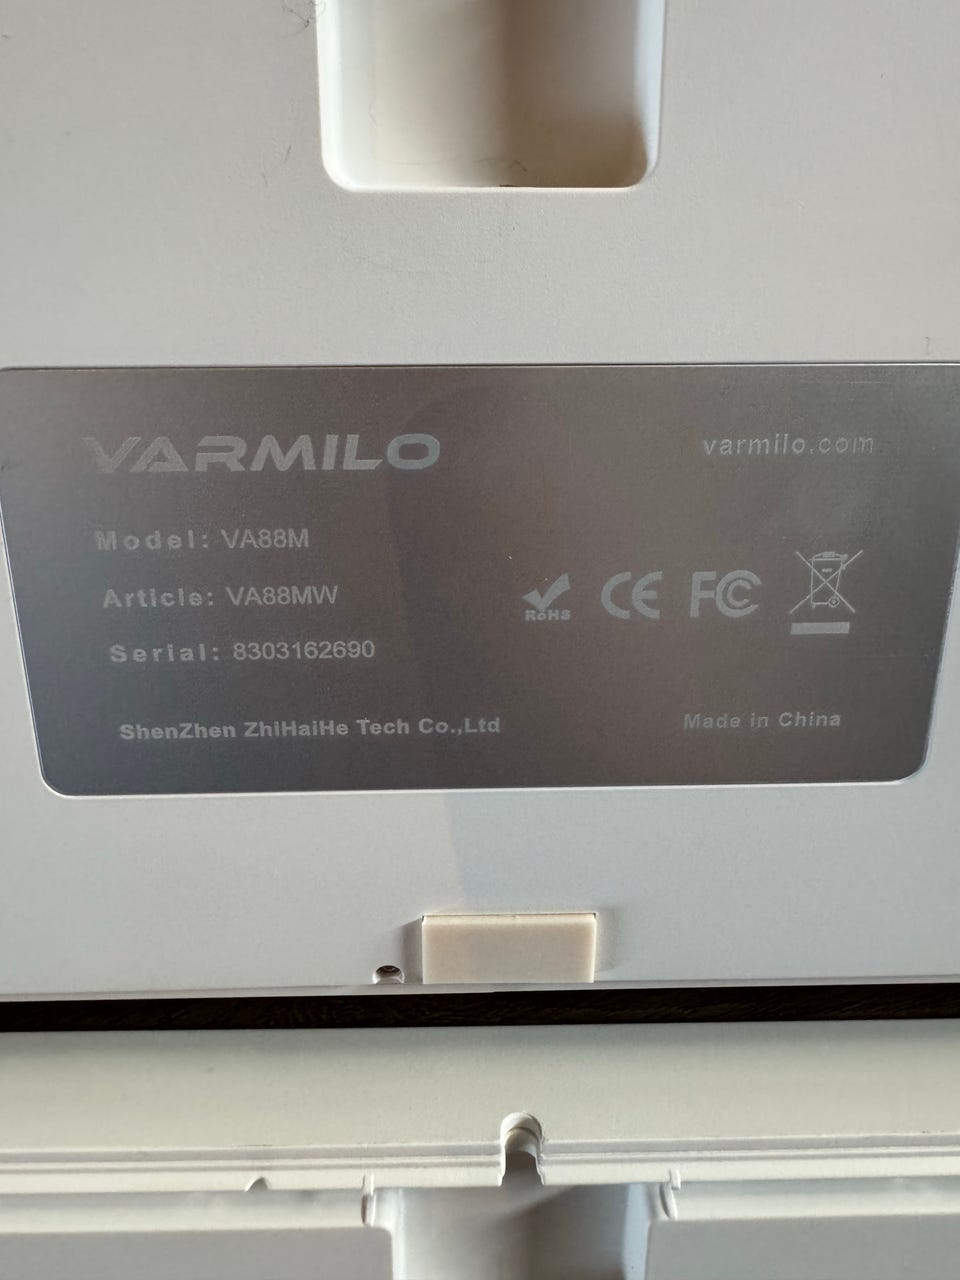 VARMILO
varmilo.com
Model: VA88M
Article: VA88MW
Serial: 8303162690
RoHS CE FC
ShenZhen ZhiHaiHe Tech Co.,Ltd
Made in China